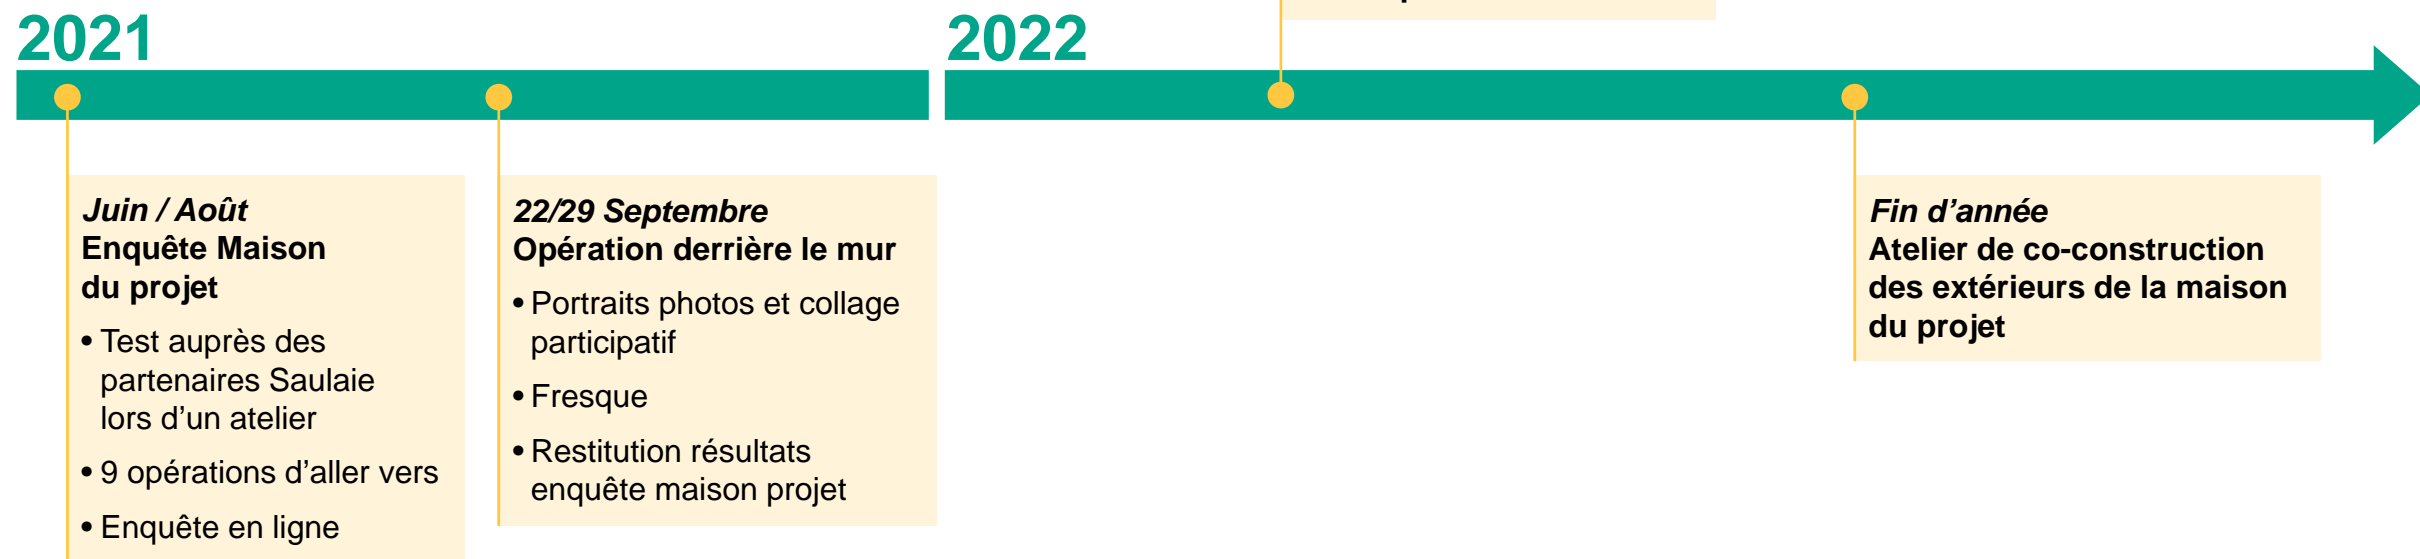 2021
2022
Juin / Août
Enquête Maison
du projet
• Test auprès des
partenaires Saulaie
lors d’un atelier
• 9 opérations d’aller vers
• Enquête en ligne
22/29 Septembre
Opération derrière le mur
• Portraits photos et collage
participatif
• Fresque
• Restitution résultats
enquête maison projet
Fin d’année
Atelier de co-construction
des extérieurs de la maison
du projet